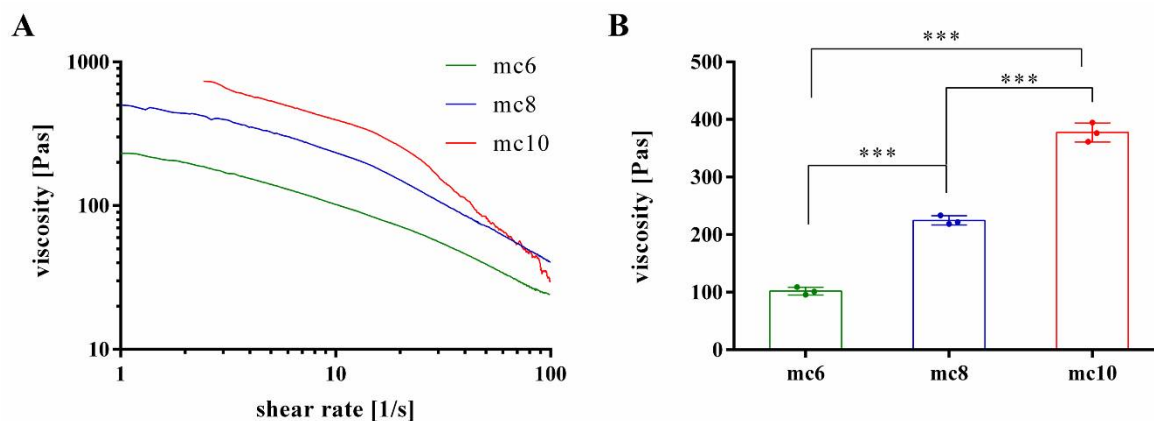 A
1000
100
10
1
10
100
viscosity [Pas]
shear rate [1/s]
mc6
mc8
mc10
B
500
400
300
200
100
0
viscosity [Pas]
***
***
***
mc6
mc8
mc10